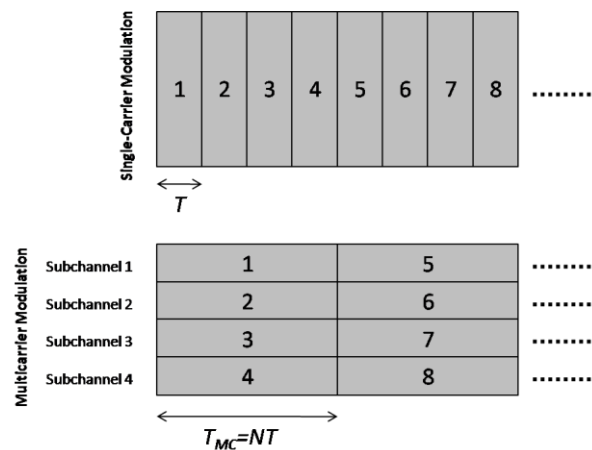 Single-Carrier Modulation
1 2 3 4 5 6 7 8 ........
T
Multicarrier Modulation
Subchannel 1 1 5 ........
Subchannel 2 2 6 ........
Subchannel 3 3 7 ........
Subchannel 4 4 8 ........
T_MC=NT